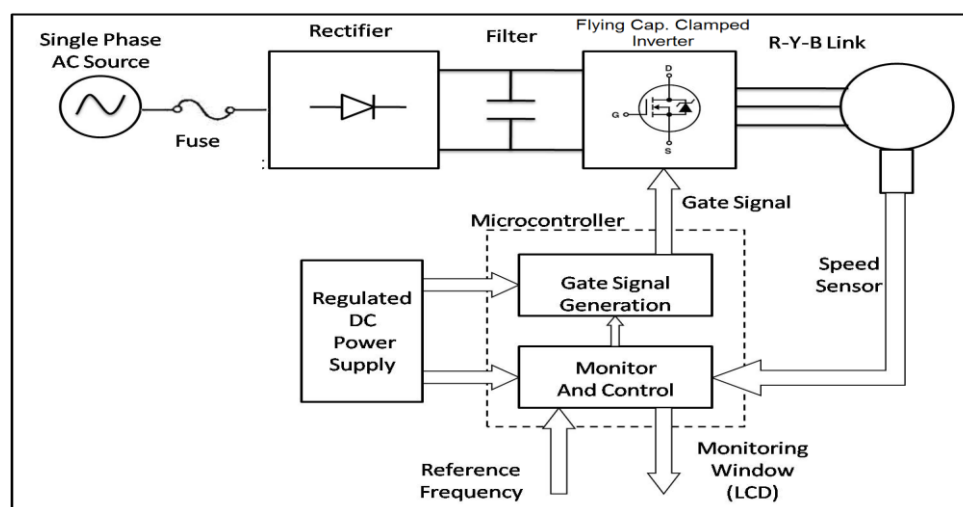 Single Phase
AC Source
Fuse
:
Rectifier
Filter
Flying Cap. Clamped
Inverter
D
G
S
R-Y-B Link
Gate Signal
Microcontroller
Gate Signal
Generation
Regulated
DC
Power
Supply
Monitor
And Control
Speed
Sensor
Reference
Frequency
Monitoring
Window
(LCD)